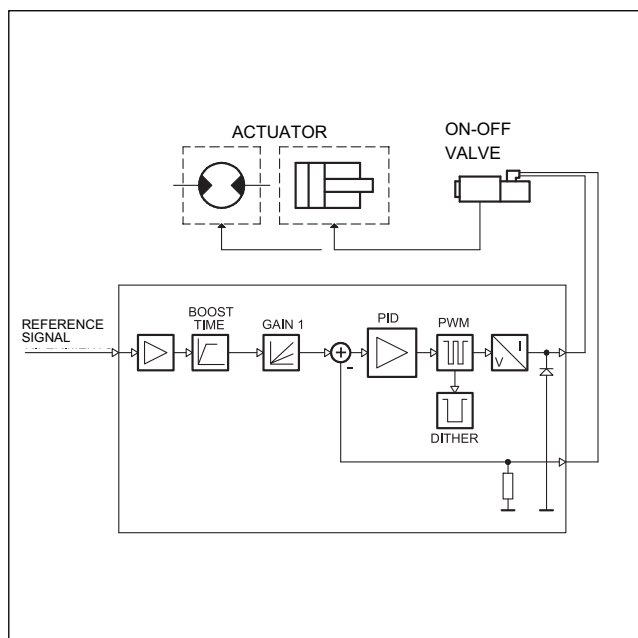 ACTUATOR
ON-OFF
VALVE
REFERENCE
SIGNAL
BOOST
TIME
GAIN 1
PID
PWM
I
V
+
-
DITHER